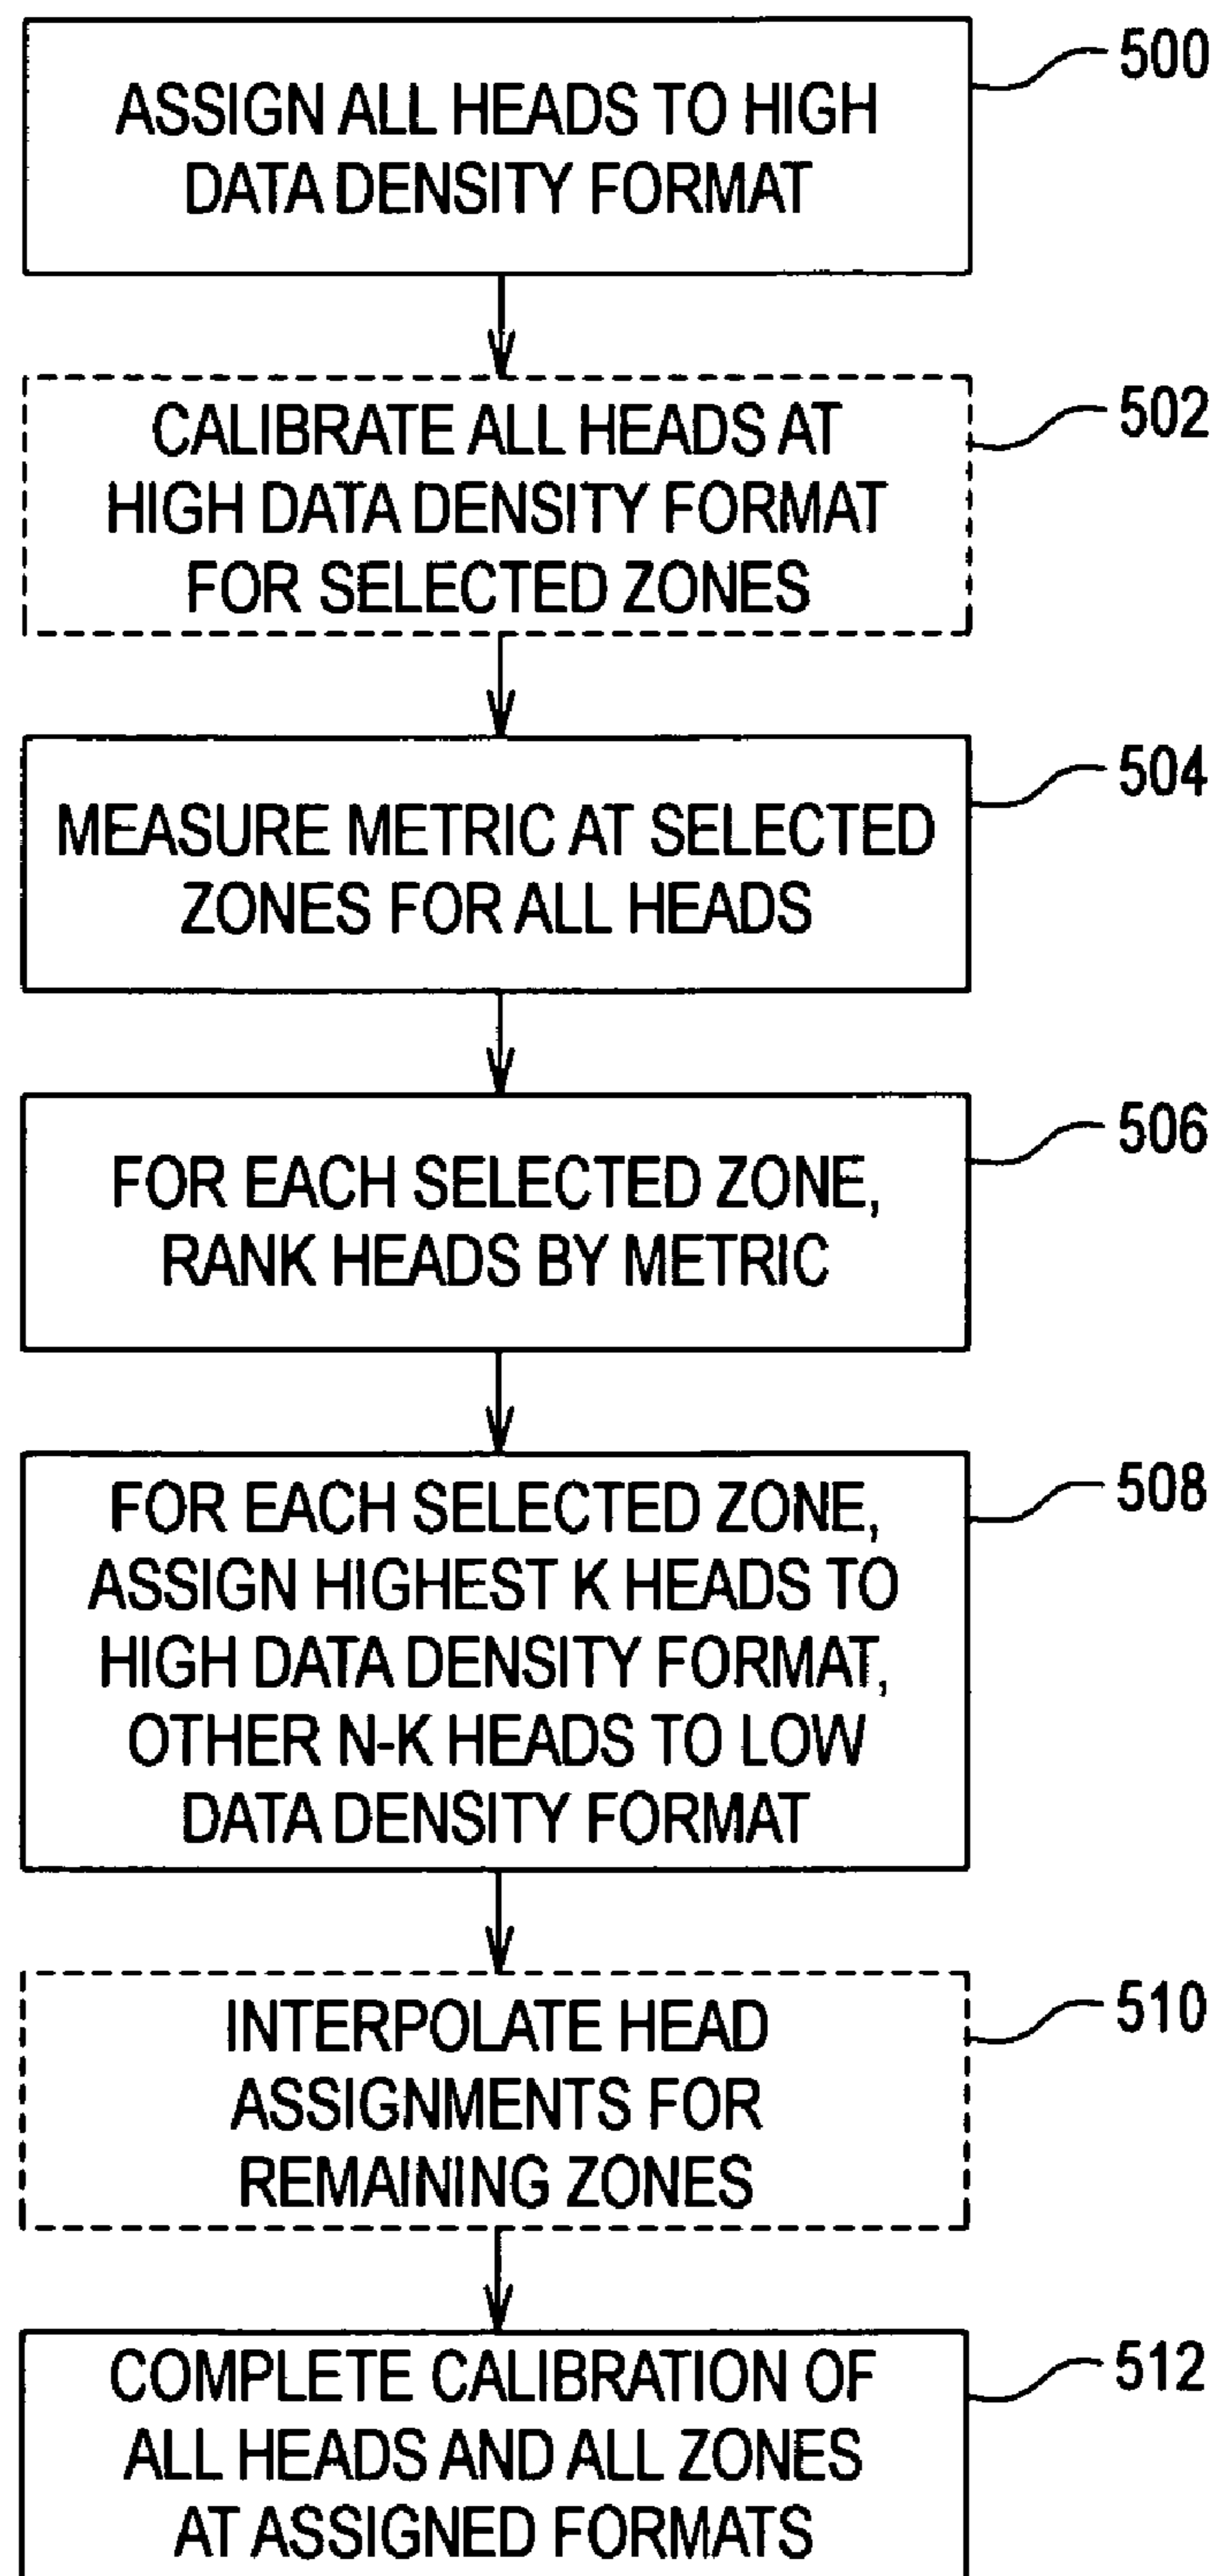 ASSIGN ALL HEADS TO HIGH
DATA DENSITY FORMAT
500
CALIBRATE ALL HEADS AT
HIGH DATA DENSITY FORMAT
FOR SELECTED ZONES
502
MEASURE METRIC AT SELECTED
ZONES FOR ALL HEADS
504
FOR EACH SELECTED ZONE,
RANK HEADS BY METRIC
506
FOR EACH SELECTED ZONE,
ASSIGN HIGHEST K HEADS TO
HIGH DATA DENSITY FORMAT,
OTHER N-K HEADS TO LOW
DATA DENSITY FORMAT
508
INTERPOLATE HEAD
ASSIGNMENTS FOR
REMAINING ZONES
510
COMPLETE CALIBRATION OF
ALL HEADS AND ALL ZONES
AT ASSIGNED FORMATS
512